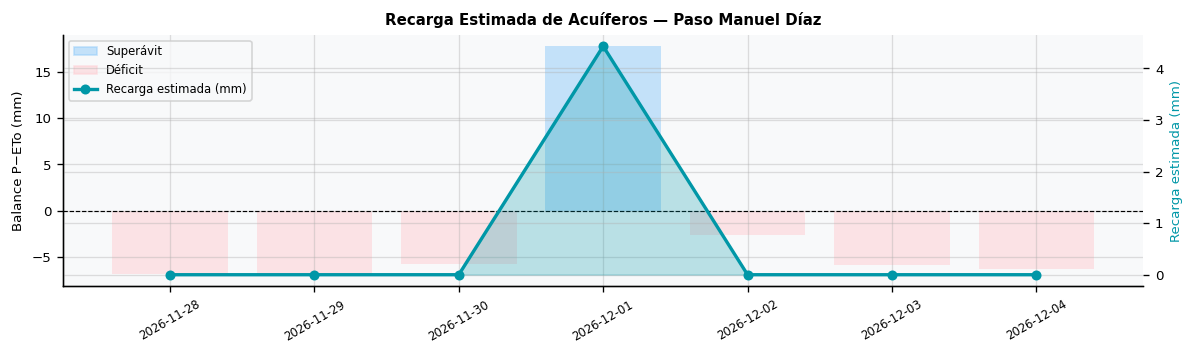 Recarga Estimada de Acuíferos — Paso Manuel Díaz
Superávit
Déficit
Recarga estimada (mm)
Balance P−ETo (mm)
15
10
5
0
−5
4
3
2
1
0
Recarga estimada (mm)
2026-11-28
2026-11-29
2026-11-30
2026-12-01
2026-12-02
2026-12-03
2026-12-04